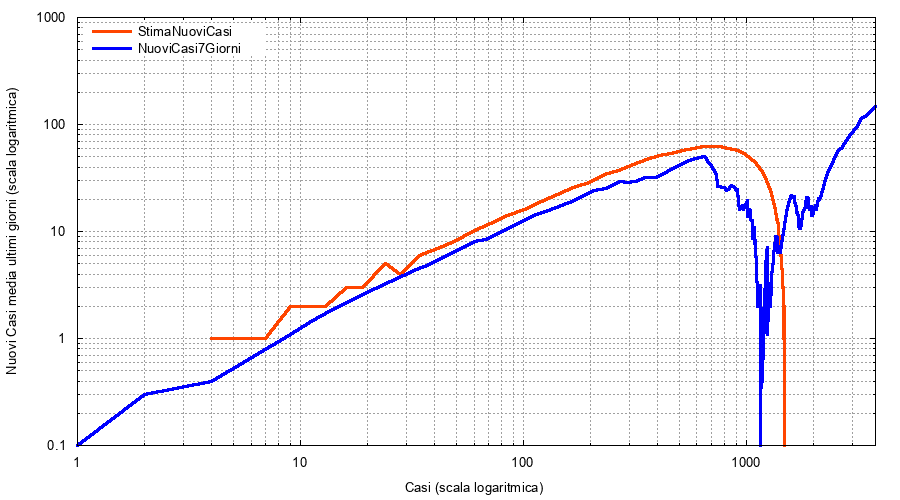 1000
100
10
1
0.1
1
10
100
1000
StimaNuoviCasi
NuoviCasi7Giorni
Nuovi Casi media ultimi giorni (scala logaritmica)
Casi (scala logaritmica)